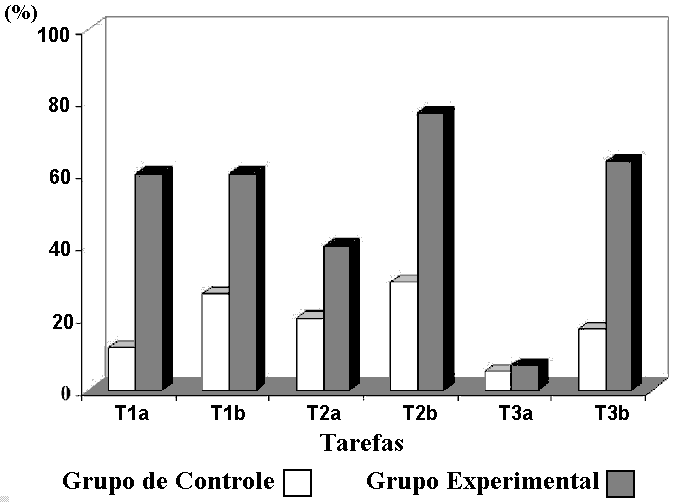 (%)
100
80
60
40
20
0
T1a T1b T2a T2b T3a T3b
Tarefas
Grupo de Controle Grupo Experimental